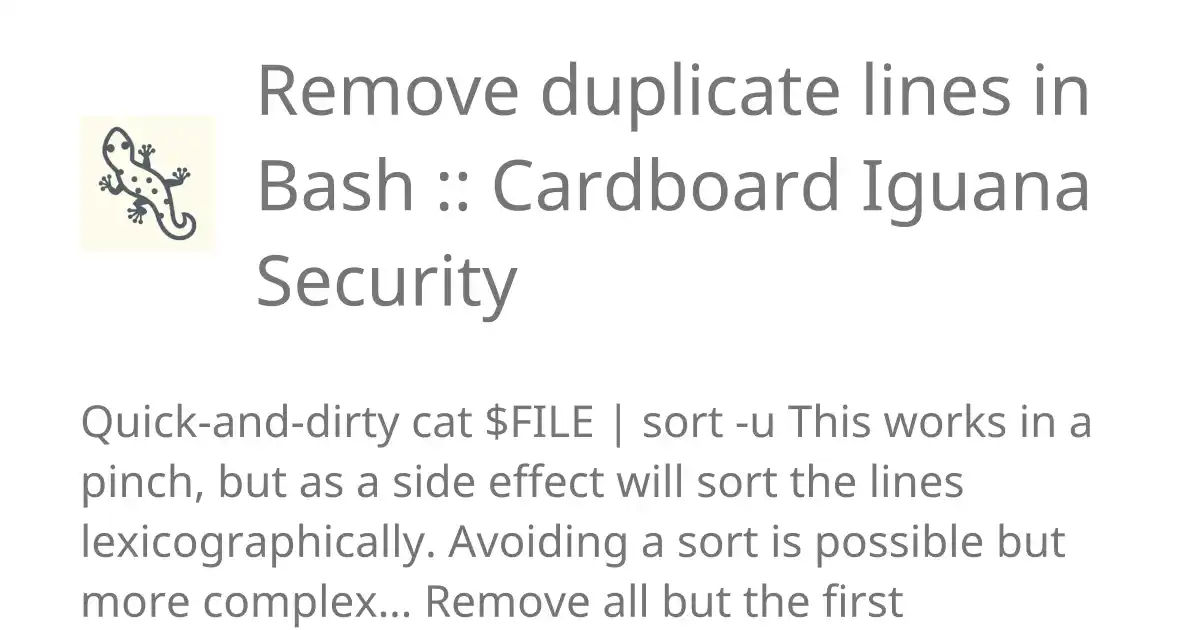 Remove duplicate lines in
Bash :: Cardboard Iguana
Security
Quick-and-dirty cat $FILE | sort -u This works in a
pinch, but as a side effect will sort the lines
lexicographically. Avoiding a sort is possible but
more complex... Remove all but the first